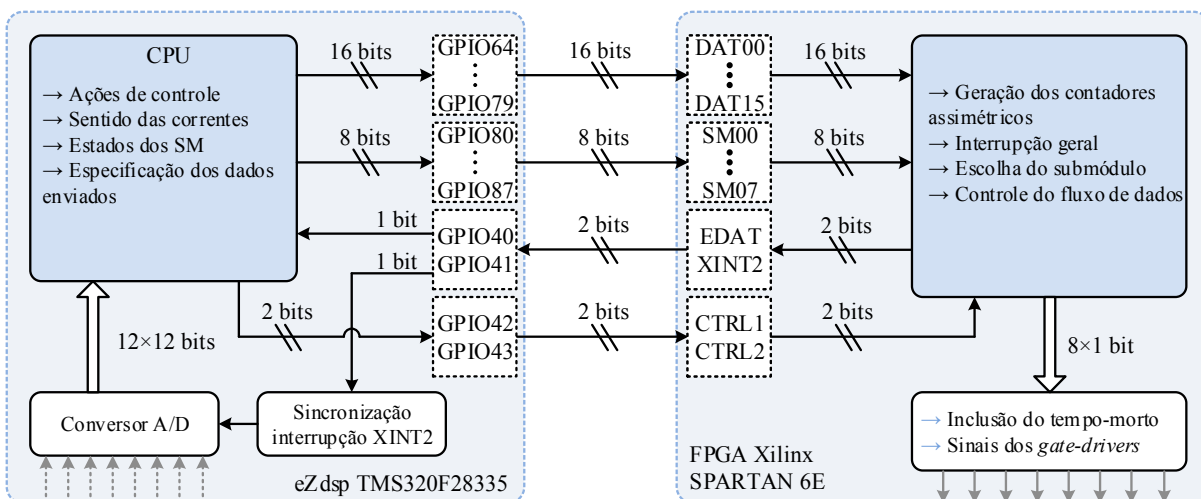 CPU
→ Ações de controle
→ Sentido das correntes
→ Estados dos SM
→ Especificação dos dados
enviados
16 bits
8 bits
1 bit
1 bit
2 bits
12×12 bits
Conversor A/D
Sincronização
interrupção XINT2
eZdsp TMS320F28335
GPIO64
GPIO79
GPIO80
GPIO87
GPIO40
GPIO41
GPIO42
GPIO43
16 bits
8 bits
2 bits
2 bits
DAT00
DAT15
SM00
SM07
EDAT
XINT2
CTRL1
CTRL2
16 bits
8 bits
2 bits
2 bits
→ Geração dos contadores
assimétricos
→ Interrupção geral
→ Escolha do submódulo
→ Controle do fluxo de dados
8×1 bit
→ Inclusão do tempo-morto
→ Sinais dos gate-drivers
FPGA Xilinx
SPARTAN 6E